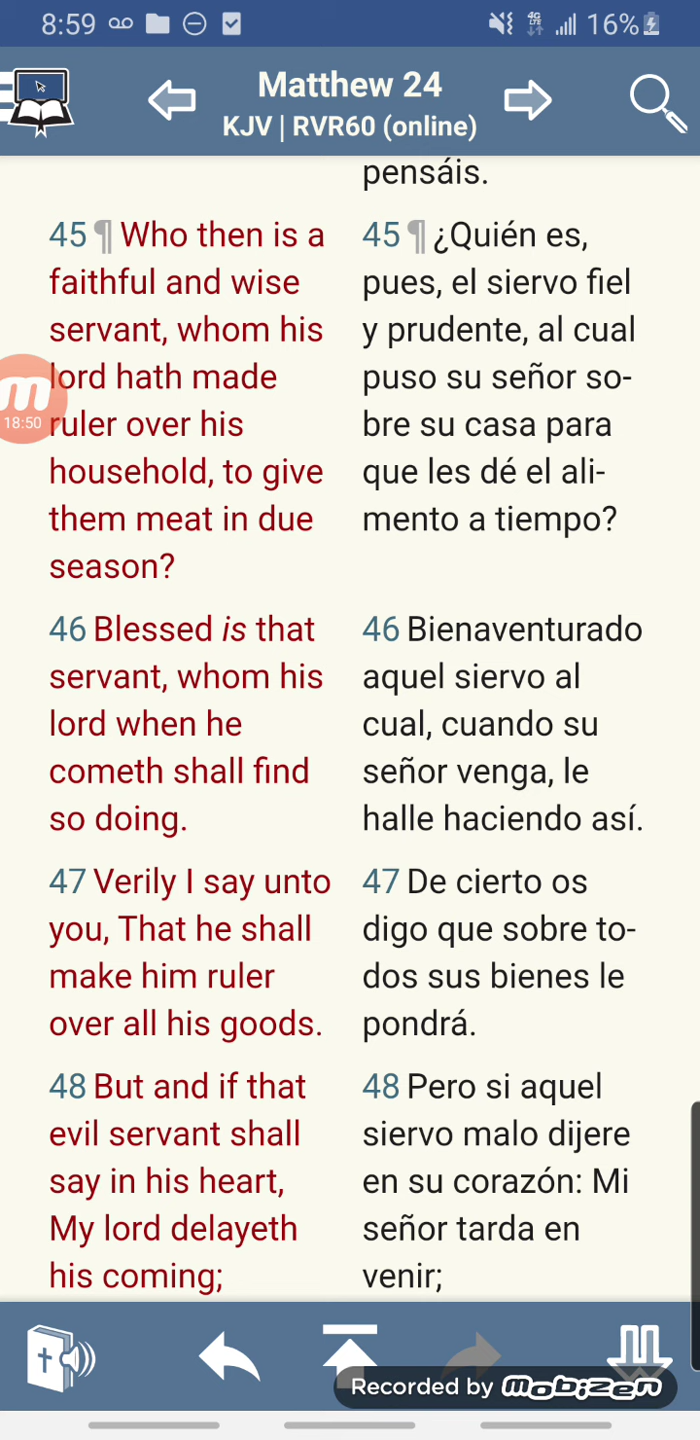 8:59
4G
LTE
16%
Matthew 24
KJV | RVR60 (online)
pensáis.
45 ¶ Who then is a
faithful and wise
servant, whom his
lord hath made
ruler over his
household, to give
them meat in due
season?
45 ¶ ¿Quién es,
pues, el siervo fiel
y prudente, al cual
puso su señor so-
bre su casa para
que les dé el ali-
mento a tiempo?
m
18:50
46 Blessed is that
servant, whom his
lord when he
cometh shall find
so doing.
46 Bienaventurado
aquel siervo al
cual, cuando su
señor venga, le
halle haciendo así.
47 Verily I say unto
you, That he shall
make him ruler
over all his goods.
47 De cierto os
digo que sobre to-
dos sus bienes le
pondrá.
48 But and if that
evil servant shall
say in his heart,
My lord delayeth
his coming;
48 Pero si aquel
siervo malo dijere
en su corazón: Mi
señor tarda en
venir;
Recorded by mobizen